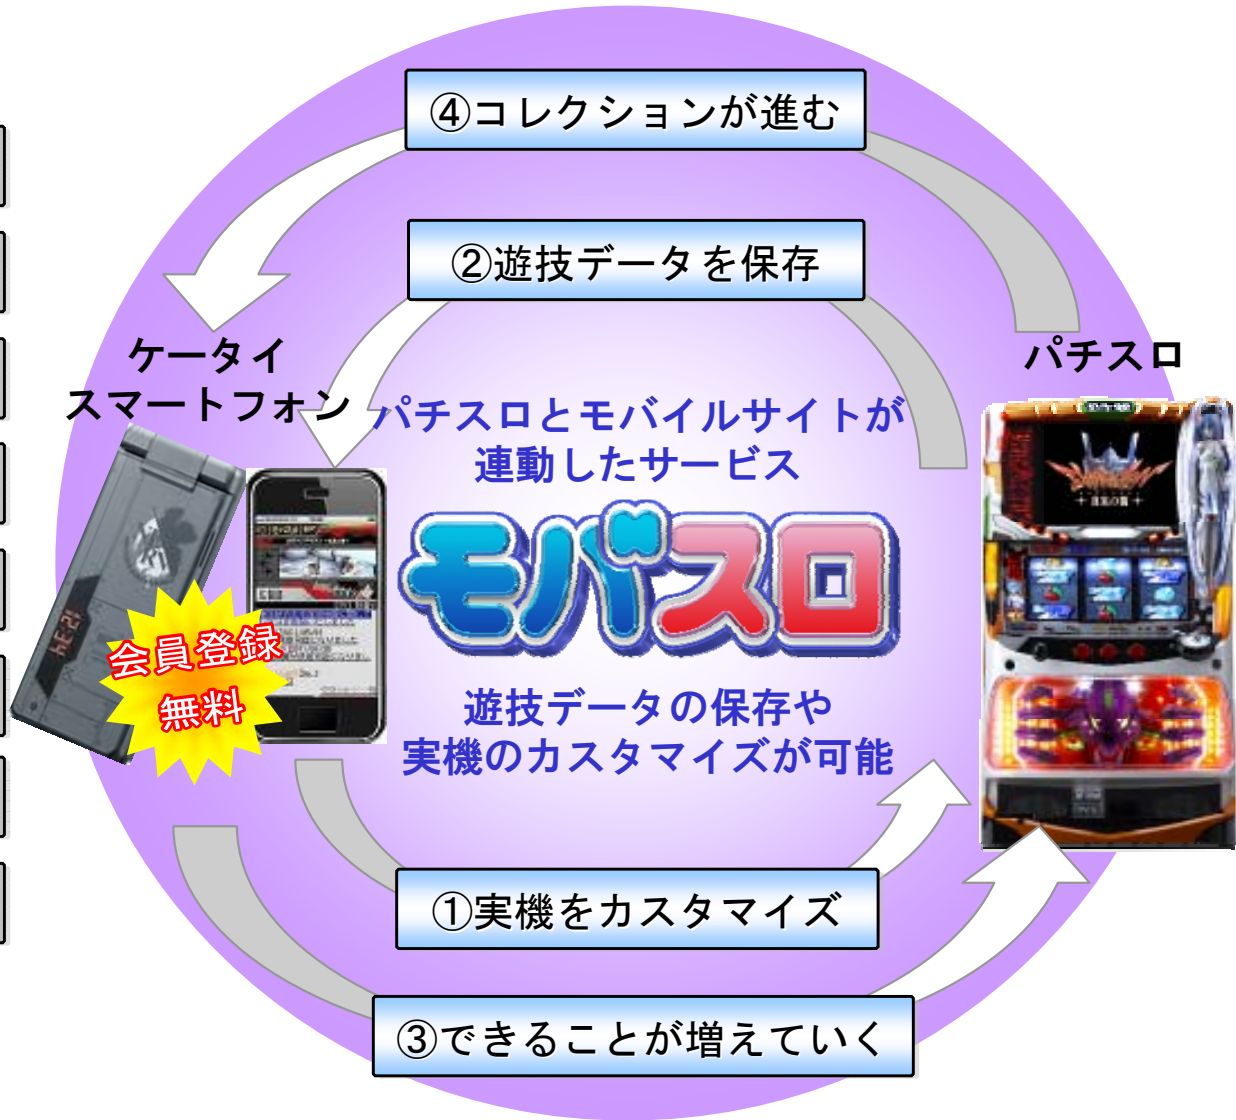 ④コレクションが進む
②遊技データを保存
ケータイ
スマートフォン
パチスロ
パチスロとモバイルサイトが
連動したサービス
モバスロ
会員登録
無料
12:34
遊技データの保存や
実機のカスタマイズが可能
①実機をカスタマイズ
③できることが増えていく